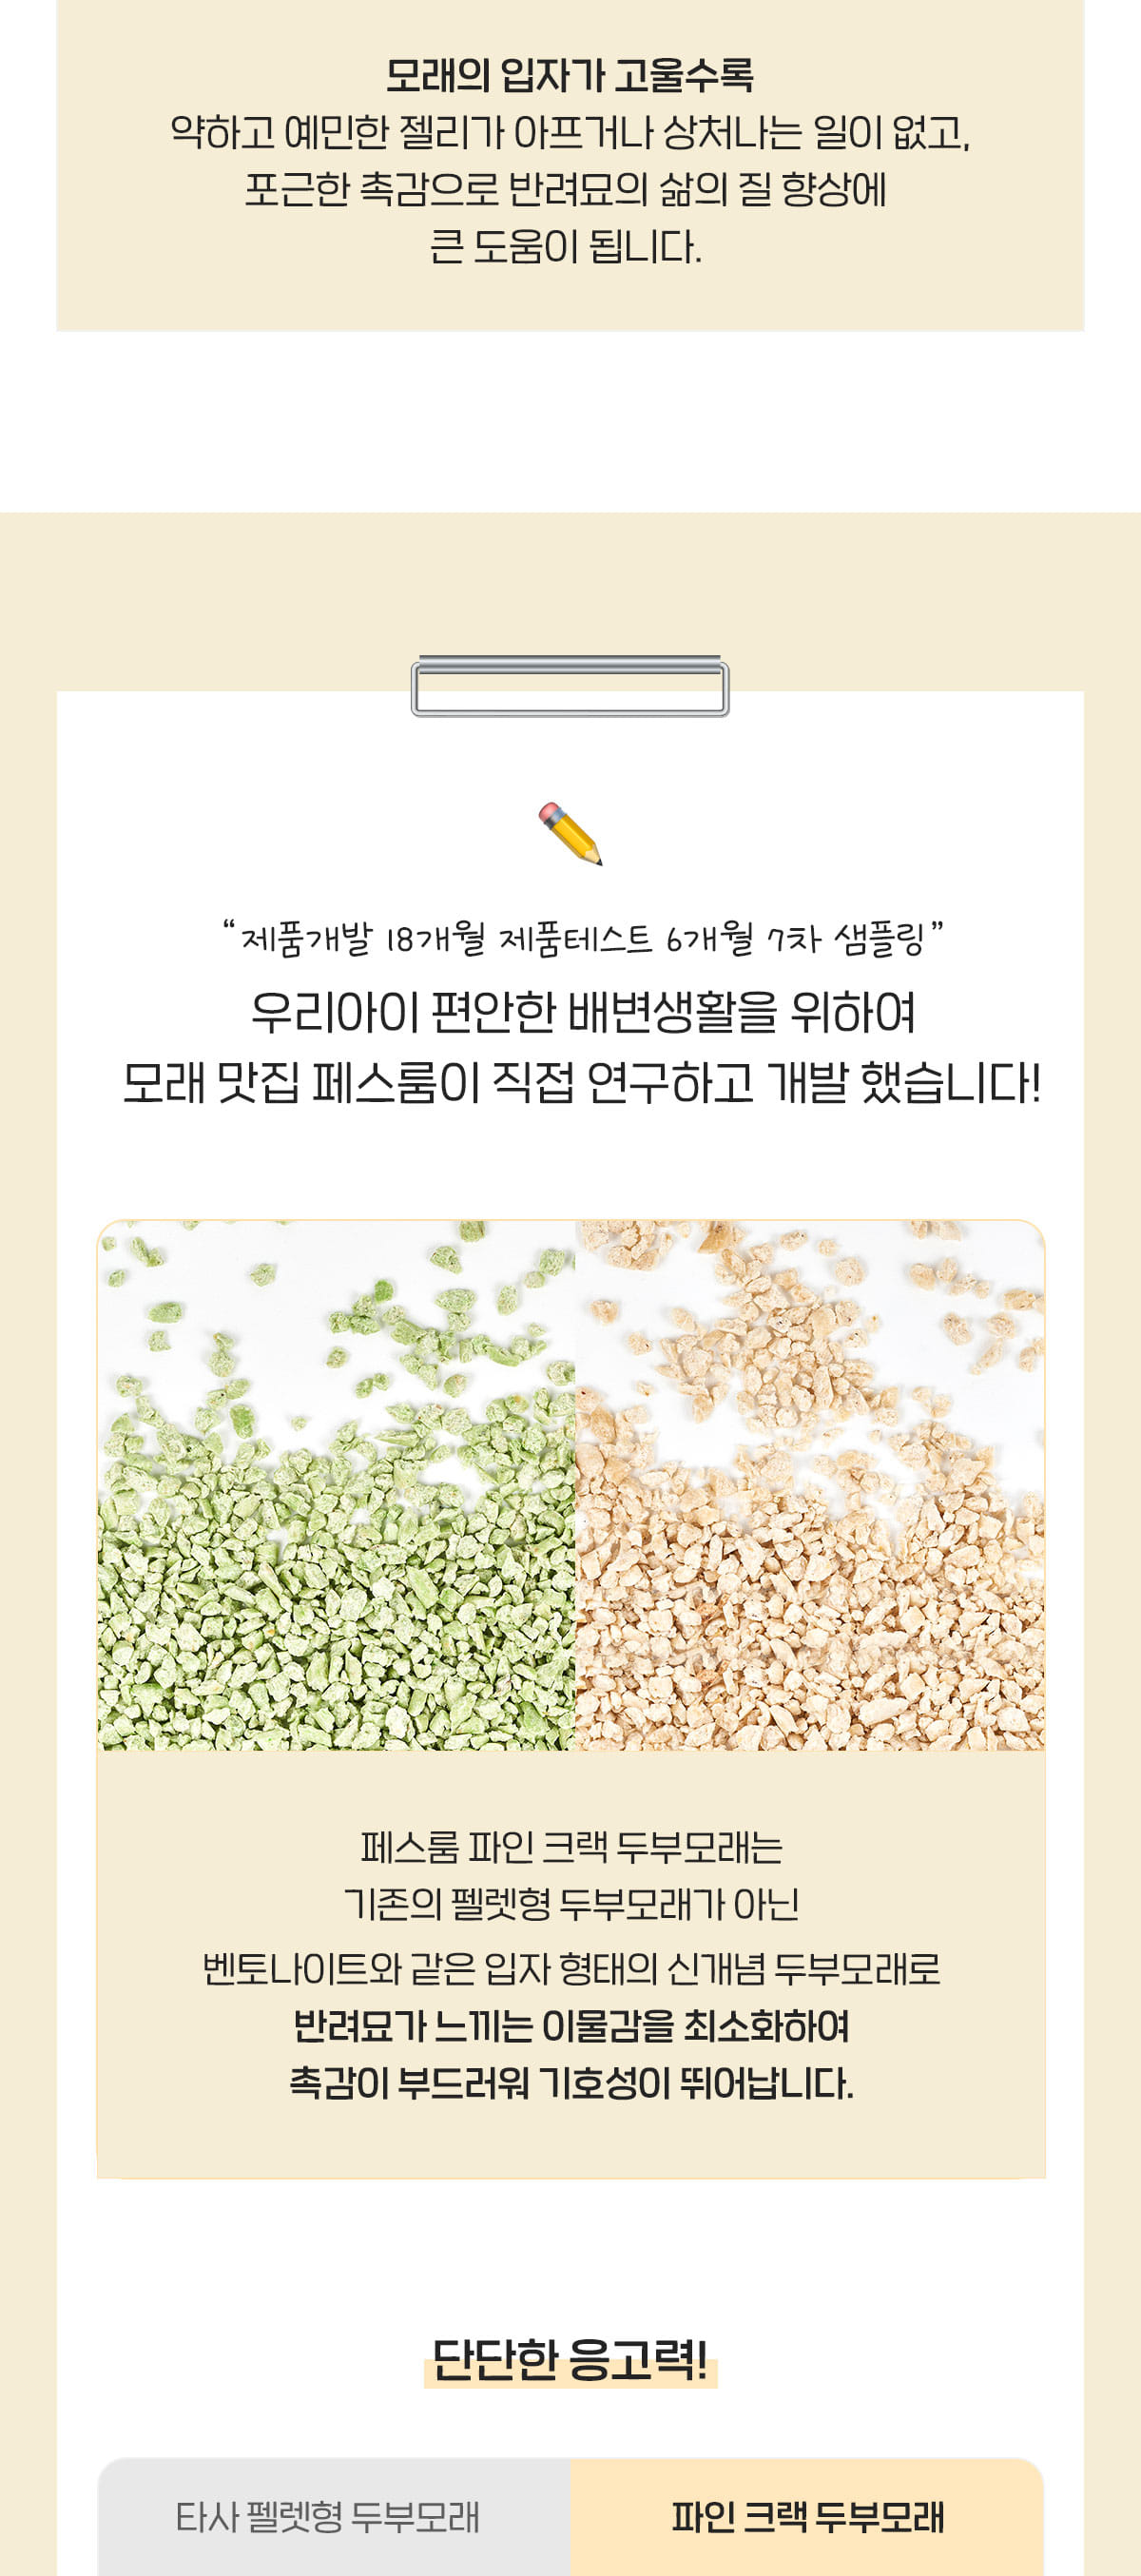 모래의 입자가 고울수록
약하고 예민한 젤리가 아프거나 상처나는 일이 없고,
포근한 촉감으로 반려묘의 삶의 질 향상에
큰 도움이 됩니다.
“제품개발 18개월 제품테스트 6개월 7차 샘플링”
우리아이 편안한 배변생활을 위하여
모래 맛집 페스룸이 직접 연구하고 개발 했습니다!
페스룸 파인 크랙 두부모래는
기존의 펠렛형 두부모래가 아닌
벤토나이트와 같은 입자 형태의 신개념 두부모래로
반려묘가 느끼는 이물감을 최소화하여
촉감이 부드러워 기호성이 뛰어납니다.
단단한 응고력!
타사 펠렛형 두부모래
파인 크랙 두부모래